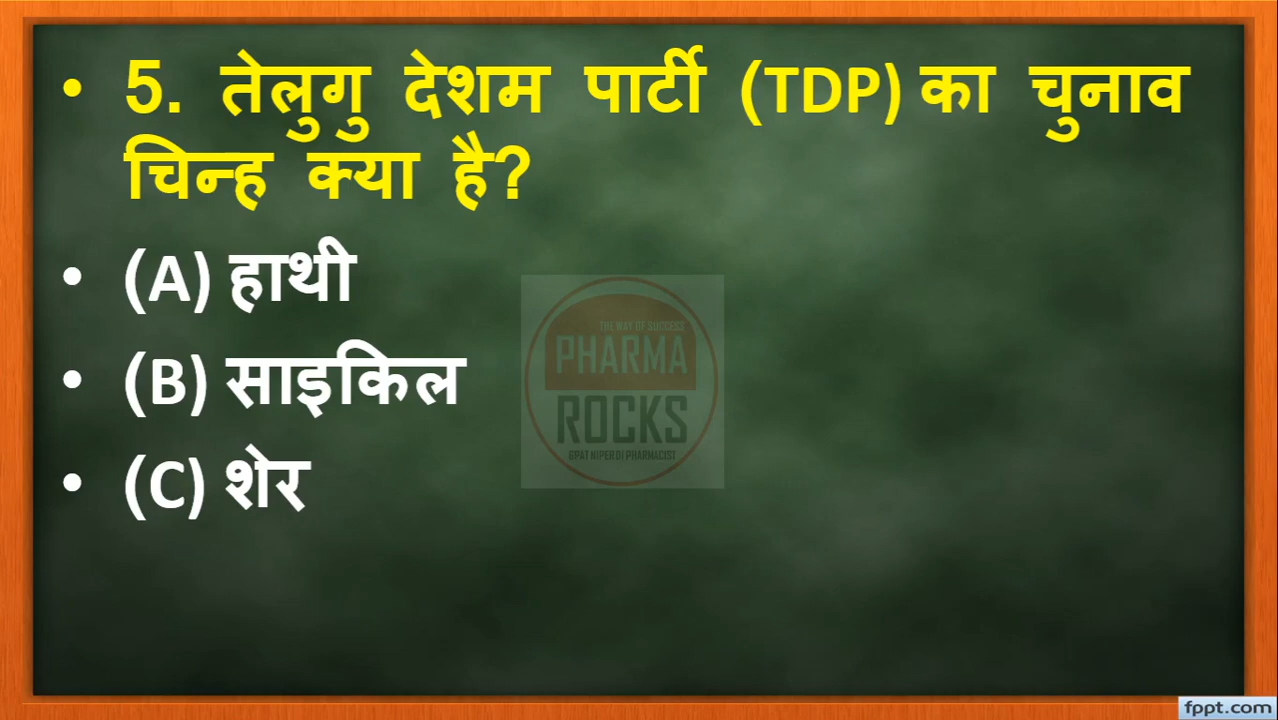 • 5. तेलुगु देशम पार्टी (TDP) का चुनाव
चिन्ह क्या है?
• (A) हाथी
• (B) साइकिल
• (C) शेर
THE WAY OF SUCCESS
PHARMA
ROCKS
GPAT NIPER DI PHARMACIST
fppt.com